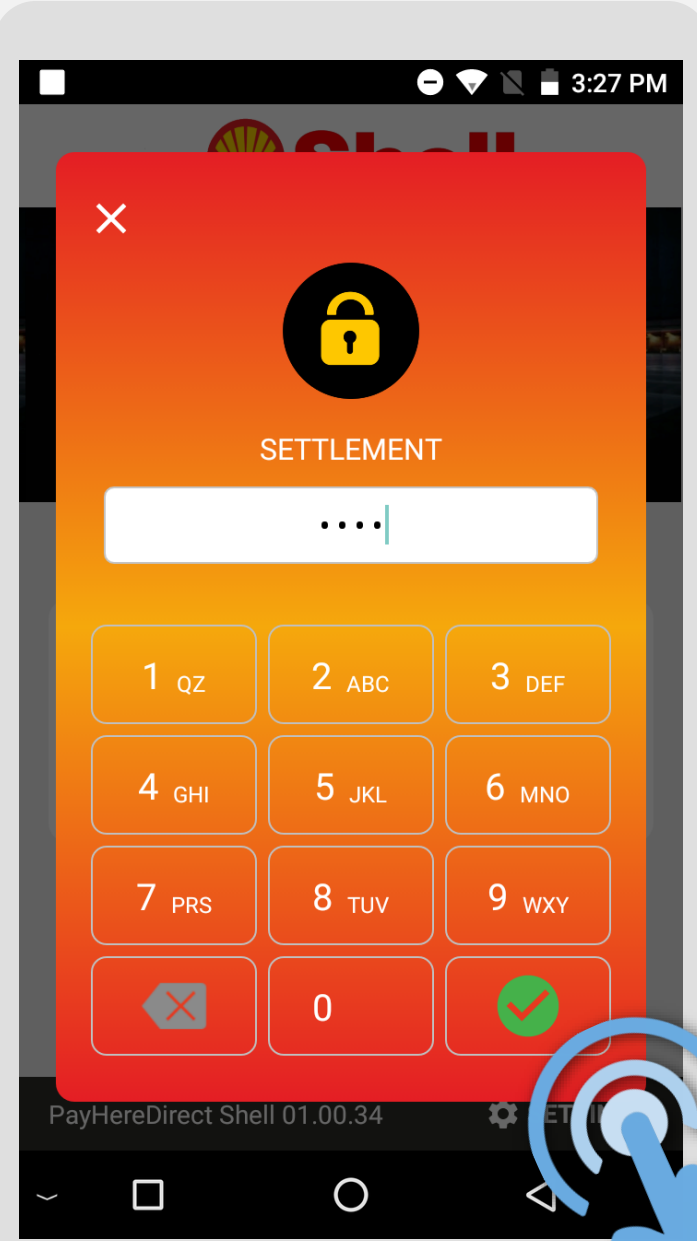 3:27 PM
Shell
SETTLEMENT
••••
1 QZ
2 ABC
3 DEF
4 GHI
5 JKL
6 MNO
7 PRS
8 TUV
9 WXY
0
PayHereDirect Shell 01.00.34